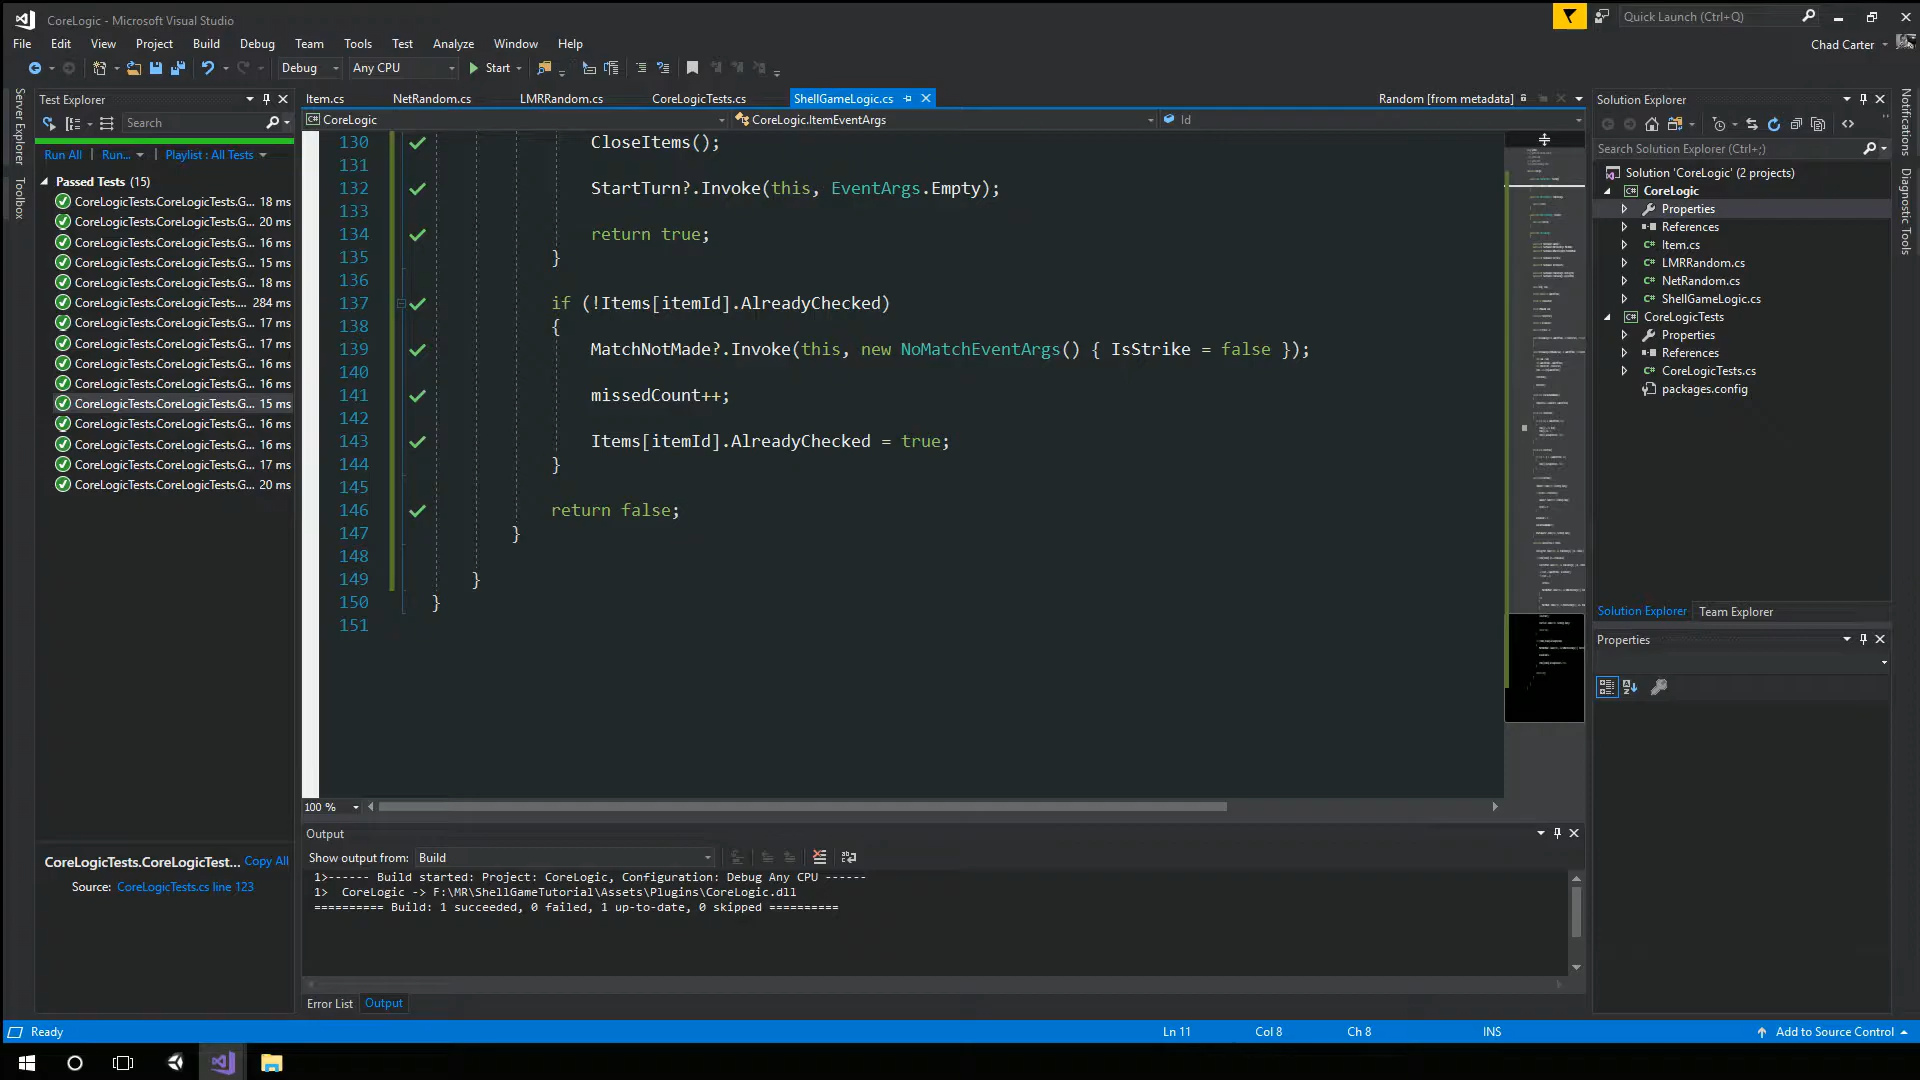 CoreLogic - Microsoft Visual Studio
Quick Launch (Ctrl+Q)
File Edit View Project Build Debug Team Tools Test Analyze Window Help
Chad Carter
Debug Any CPU Start
Server Explorer
Toolbox
Test Explorer
Search
Run All Run... Playlist : All Tests
Passed Tests (15)
CoreLogicTests.CoreLogicTests.G... 18 ms
CoreLogicTests.CoreLogicTests.G... 20 ms
CoreLogicTests.CoreLogicTests.G... 16 ms
CoreLogicTests.CoreLogicTests.G... 15 ms
CoreLogicTests.CoreLogicTests.G... 18 ms
CoreLogicTests.CoreLogicTests.... 284 ms
CoreLogicTests.CoreLogicTests.G... 17 ms
CoreLogicTests.CoreLogicTests.G... 17 ms
CoreLogicTests.CoreLogicTests.G... 16 ms
CoreLogicTests.CoreLogicTests.G... 16 ms
CoreLogicTests.CoreLogicTests.G... 15 ms
CoreLogicTests.CoreLogicTests.G... 16 ms
CoreLogicTests.CoreLogicTests.G... 16 ms
CoreLogicTests.CoreLogicTests.G... 17 ms
CoreLogicTests.CoreLogicTests.G... 20 ms
CoreLogicTests.CoreLogicTest... Copy All
Source: CoreLogicTests.cs line 123
Item.cs NetRandom.cs LMRRandom.cs CoreLogicTests.cs ShellGameLogic.cs Random [from metadata]
CoreLogic CoreLogic.ItemEventArgs Id
130 CloseItems();
131
132 StartTurn?.Invoke(this, EventArgs.Empty);
133
134 return true;
135 }
136
137 if (!Items[itemId].AlreadyChecked)
138 {
139 MatchNotMade?.Invoke(this, new NoMatchEventArgs() { IsStrike = false });
140
141 missedCount++;
142
143 Items[itemId].AlreadyChecked = true;
144 }
145
146 return false;
147 }
148
149 }
150 }
151
100 %
Output
Show output from: Build
1>------ Build started: Project: CoreLogic, Configuration: Debug Any CPU ------
1> CoreLogic -> F:\MR\ShellGameTutorial\Assets\Plugins\CoreLogic.dll
========== Build: 1 succeeded, 0 failed, 1 up-to-date, 0 skipped ==========
Error List Output
Solution Explorer
Search Solution Explorer (Ctrl+;)
Solution 'CoreLogic' (2 projects)
CoreLogic
Properties
References
Item.cs
LMRRandom.cs
NetRandom.cs
ShellGameLogic.cs
CoreLogicTests
Properties
References
CoreLogicTests.cs
packages.config
Solution Explorer Team Explorer
Properties
Notifications
Diagnostic Tools
Ready Ln 11 Col 8 Ch 8 INS Add to Source Control